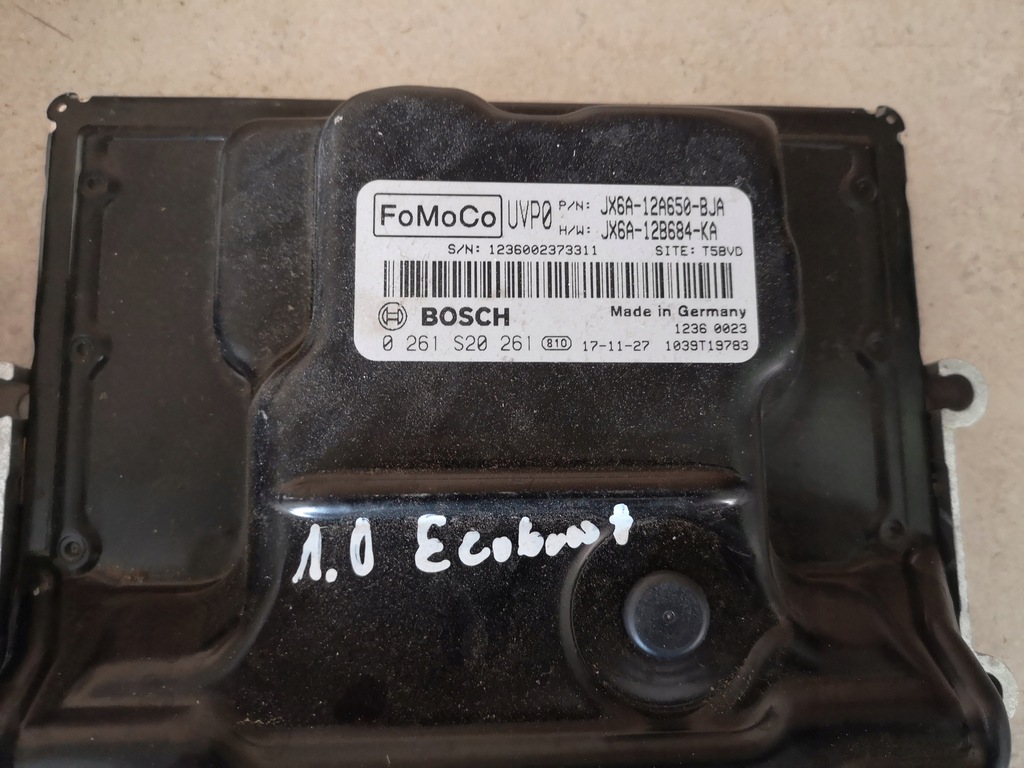 FoMoCo UVP0 P/N: JX6A-12A650-BJA
H/W: JX6A-12B684-KA
S/N: 1236002373311 SITE: T5BVD
BOSCH Made in Germany
1236 0023
0 261 S20 261 810 17-11-27 1039T19783
1.0 Ecoboost